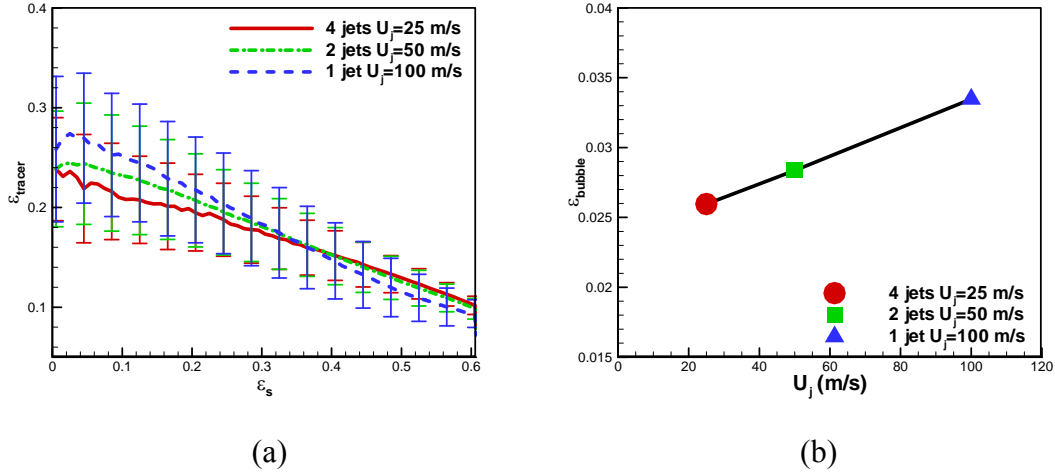 0.4
0.3
0.2
0.1
ε_tracer
4 jets U_j=25 m/s
2 jets U_j=50 m/s
1 jet U_j=100 m/s
0 0.1 0.2 0.3 0.4 0.5 0.6
ε_s
(a)
0.04
0.035
0.03
0.025
0.02
0.015
ε_bubble
4 jets U_j=25 m/s
2 jets U_j=50 m/s
1 jet U_j=100 m/s
0 20 40 60 80 100 120
U_j (m/s)
(b)